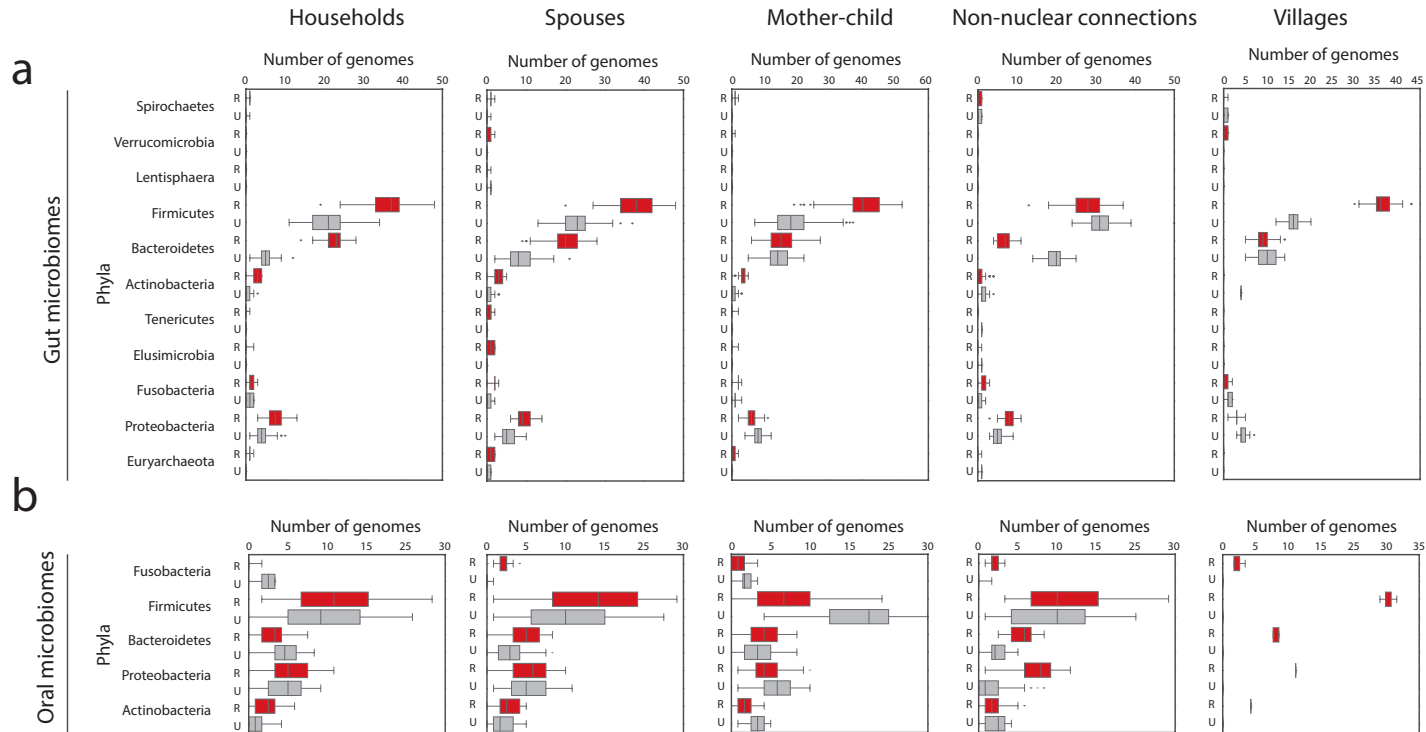 Households Spouses Mother-child Non-nuclear connections Villages
a
Number of genomes Number of genomes Number of genomes Number of genomes Number of genomes
0 10 20 30 40 50 0 10 20 30 40 50 0 10 20 30 40 50 60 0 10 20 30 40 50 0 5 10 15 20 25 30 35 40 45
Gut microbiomes
Phyla
Spirochaetes R R R R R
U U U U U
Verrucomicrobia R R R R R
U U U U U
Lentisphaera R R R R R
U U U U U
Firmicutes R R R R R
U U U U U
Bacteroidetes R R R R R
U U U U U
Actinobacteria R R R R R
U U U U U
Tenericutes R R R R R
U U U U U
Elusimicrobia R R R R R
U U U U U
Fusobacteria R R R R R
U U U U U
Proteobacteria R R R R R
U U U U U
Euryarchaeota R R R R R
U U U U U
b
Number of genomes Number of genomes Number of genomes Number of genomes Number of genomes
0 5 10 15 20 30 0 5 10 15 20 25 30 0 5 10 15 20 25 30 0 5 10 15 20 25 30 0 5 10 15 20 25 30 35
Oral microbiomes
Phyla
Fusobacteria R R R R R
U U U U U
Firmicutes R R R R R
U U U U U
Bacteroidetes R R R R R
U U U U U
Proteobacteria R R R R R
U U U U U
Actinobacteria R R R R R
U U U U U